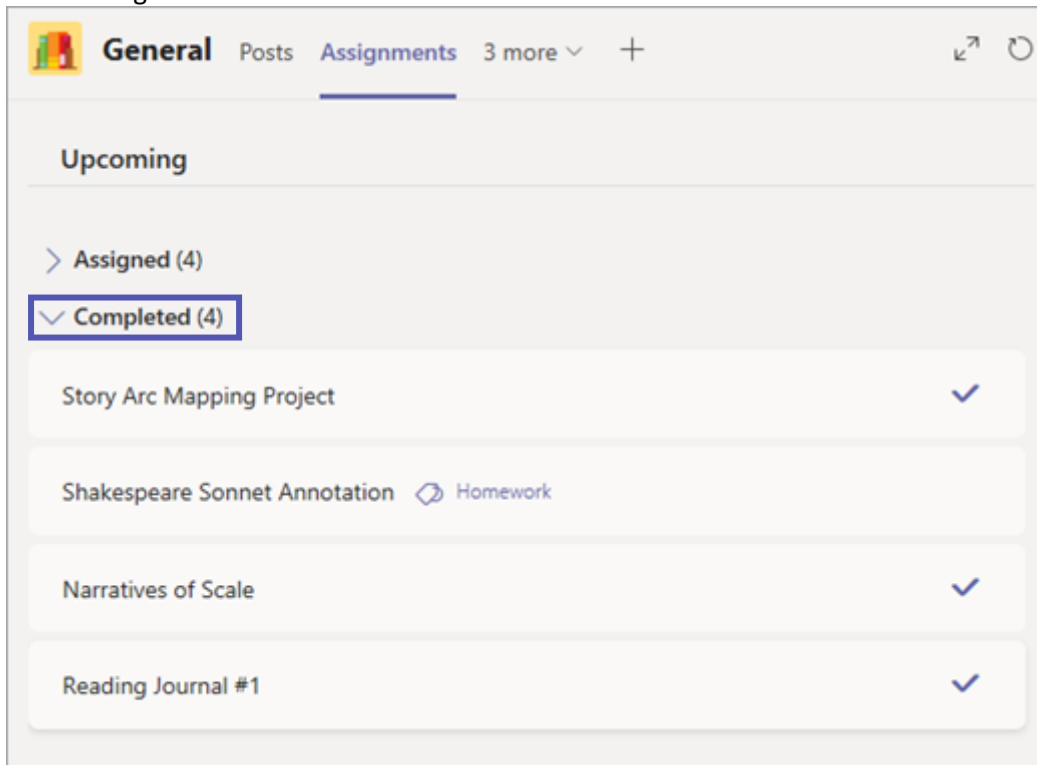 General Posts Assignments 3 more
Upcoming
Assigned (4)
Completed (4)
Story Arc Mapping Project
Shakespeare Sonnet Annotation Homework
Narratives of Scale
Reading Journal #1